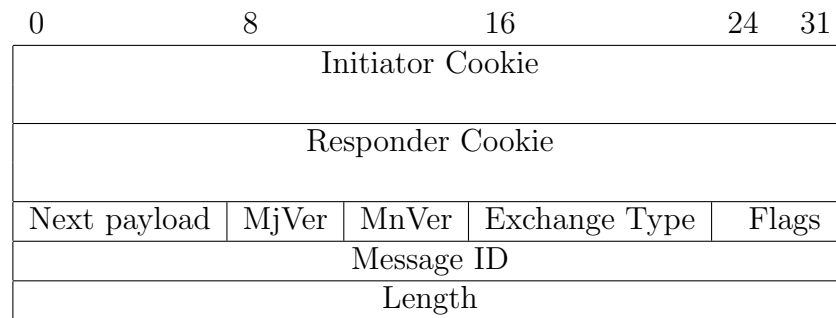 0 8 16 24 31
Initiator Cookie
Responder Cookie
Next payload MjVer MnVer Exchange Type Flags
Message ID
Length